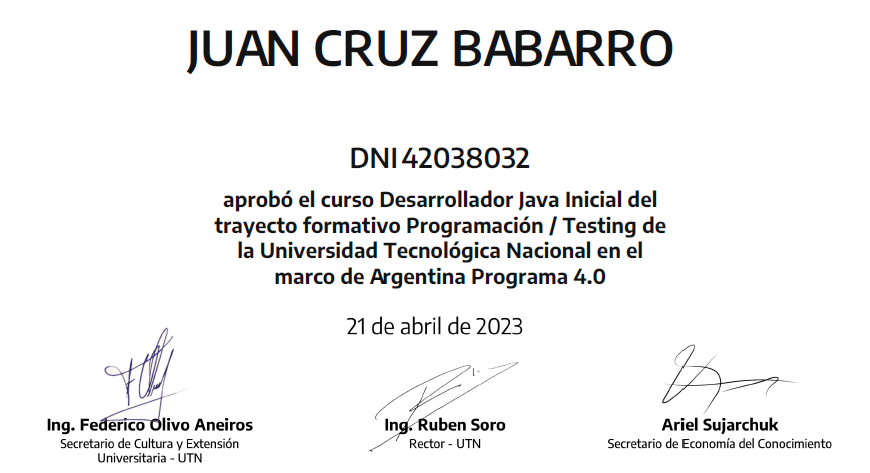 JUAN CRUZ BABARRO
DNI 42038032
aprobó el curso Desarrollador Java Inicial del
trayecto formativo Programación / Testing de
la Universidad Tecnológica Nacional en el
marco de Argentina Programa 4.0
21 de abril de 2023
Ing. Federico Olivo Aneiros
Secretario de Cultura y Extensión
Universitaria - UTN
Ing. Ruben Soro
Rector - UTN
Ariel Sujarchuk
Secretario de Economía del Conocimiento